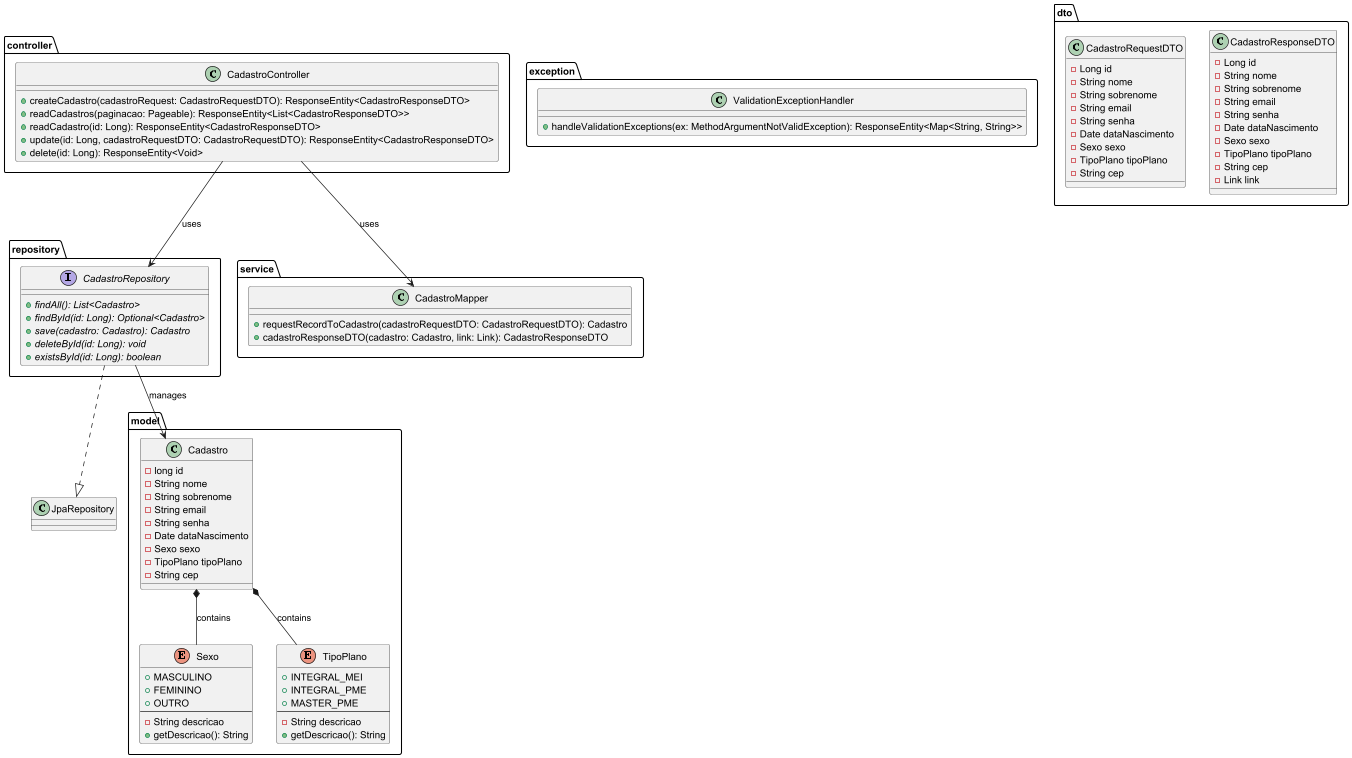 controller
C CadastroController
createCadastro(cadastroRequest: CadastroRequestDTO): ResponseEntity<CadastroResponseDTO>
readCadastros(paginacao: Pageable): ResponseEntity<List<CadastroResponseDTO>>
readCadastro(id: Long): ResponseEntity<CadastroResponseDTO>
update(id: Long, cadastroRequestDTO: CadastroRequestDTO): ResponseEntity<CadastroResponseDTO>
delete(id: Long): ResponseEntity<Void>
exception
C ValidationExceptionHandler
handleValidationExceptions(ex: MethodArgumentNotValidException): ResponseEntity<Map<String, String>>
dto
C CadastroRequestDTO
Long id
String nome
String sobrenome
String email
String senha
Date dataNascimento
Sexo sexo
TipoPlano tipoPlano
String cep
C CadastroResponseDTO
Long id
String nome
String sobrenome
String email
String senha
Date dataNascimento
Sexo sexo
TipoPlano tipoPlano
String cep
Link link
uses
uses
repository
I CadastroRepository
findAll(): List<Cadastro>
findById(id: Long): Optional<Cadastro>
save(cadastro: Cadastro): Cadastro
deleteById(id: Long): void
existsById(id: Long): boolean
service
C CadastroMapper
requestRecordToCadastro(cadastroRequestDTO: CadastroRequestDTO): Cadastro
cadastroResponseDTO(cadastro: Cadastro, link: Link): CadastroResponseDTO
manages
C JpaRepository
model
C Cadastro
long id
String nome
String sobrenome
String email
String senha
Date dataNascimento
Sexo sexo
TipoPlano tipoPlano
String cep
contains
contains
E Sexo
MASCULINO
FEMININO
OUTRO
String descricao
getDescricao(): String
E TipoPlano
INTEGRAL_MEI
INTEGRAL_PME
MASTER_PME
String descricao
getDescricao(): String